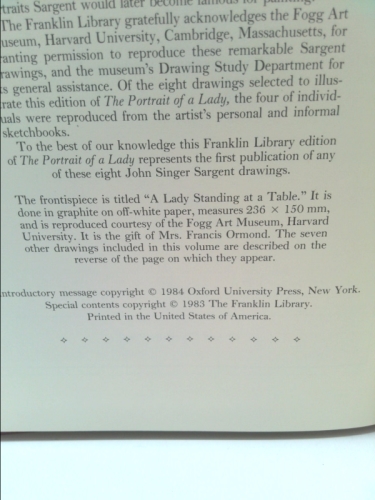 traits Sargent would later become famous for painting.
The Franklin Library gratefully acknowledges the Fogg Art
useum, Harvard University, Cambridge, Massachusetts, for
anting permission to reproduce these remarkable Sargent
rawings, and the museum's Drawing Study Department for
s general assistance. Of the eight drawings selected to illus-
rate this edition of The Portrait of a Lady, the four of individ-
uals were reproduced from the artist's personal and informal
sketchbooks.
To the best of our knowledge this Franklin Library edition
of The Portrait of a Lady represents the first publication of any
of these eight John Singer Sargent drawings.
The frontispiece is titled “A Lady Standing at a Table.” It is
done in graphite on off-white paper, measures 236 × 150 mm,
and is reproduced courtesy of the Fogg Art Museum, Harvard
University. It is the gift of Mrs. Francis Ormond. The seven
other drawings included in this volume are described on the
reverse of the page on which they appear.
ntroductory message copyright © 1984 Oxford University Press, New York.
Special contents copyright © 1983 The Franklin Library.
Printed in the United States of America.